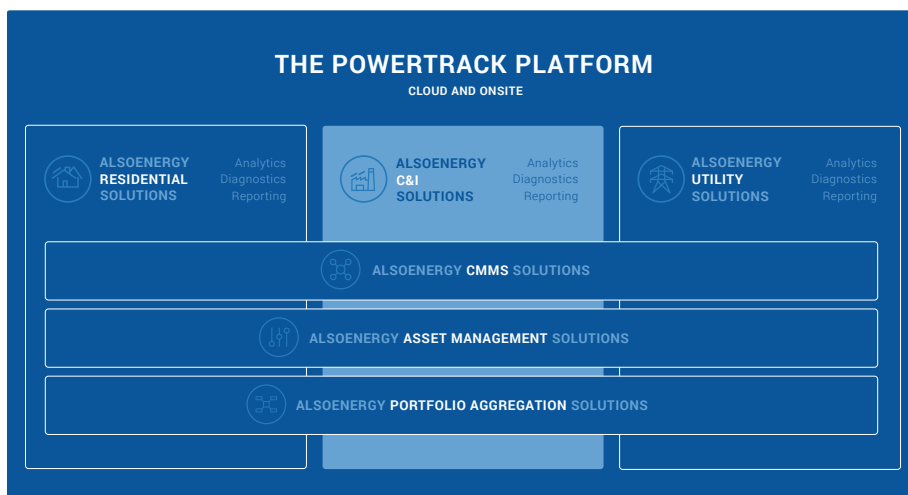 THE POWERTRACK PLATFORM
CLOUD AND ONSITE
ALSOENERGY
RESIDENTIAL
SOLUTIONS
Analytics
Diagnostics
Reporting
ALSOENERGY
C&I
SOLUTIONS
Analytics
Diagnostics
Reporting
ALSOENERGY
UTILITY
SOLUTIONS
Analytics
Diagnostics
Reporting
ALSOENERGY CMMS SOLUTIONS
ALSOENERGY ASSET MANAGEMENT SOLUTIONS
ALSOENERGY PORTFOLIO AGGREGATION SOLUTIONS